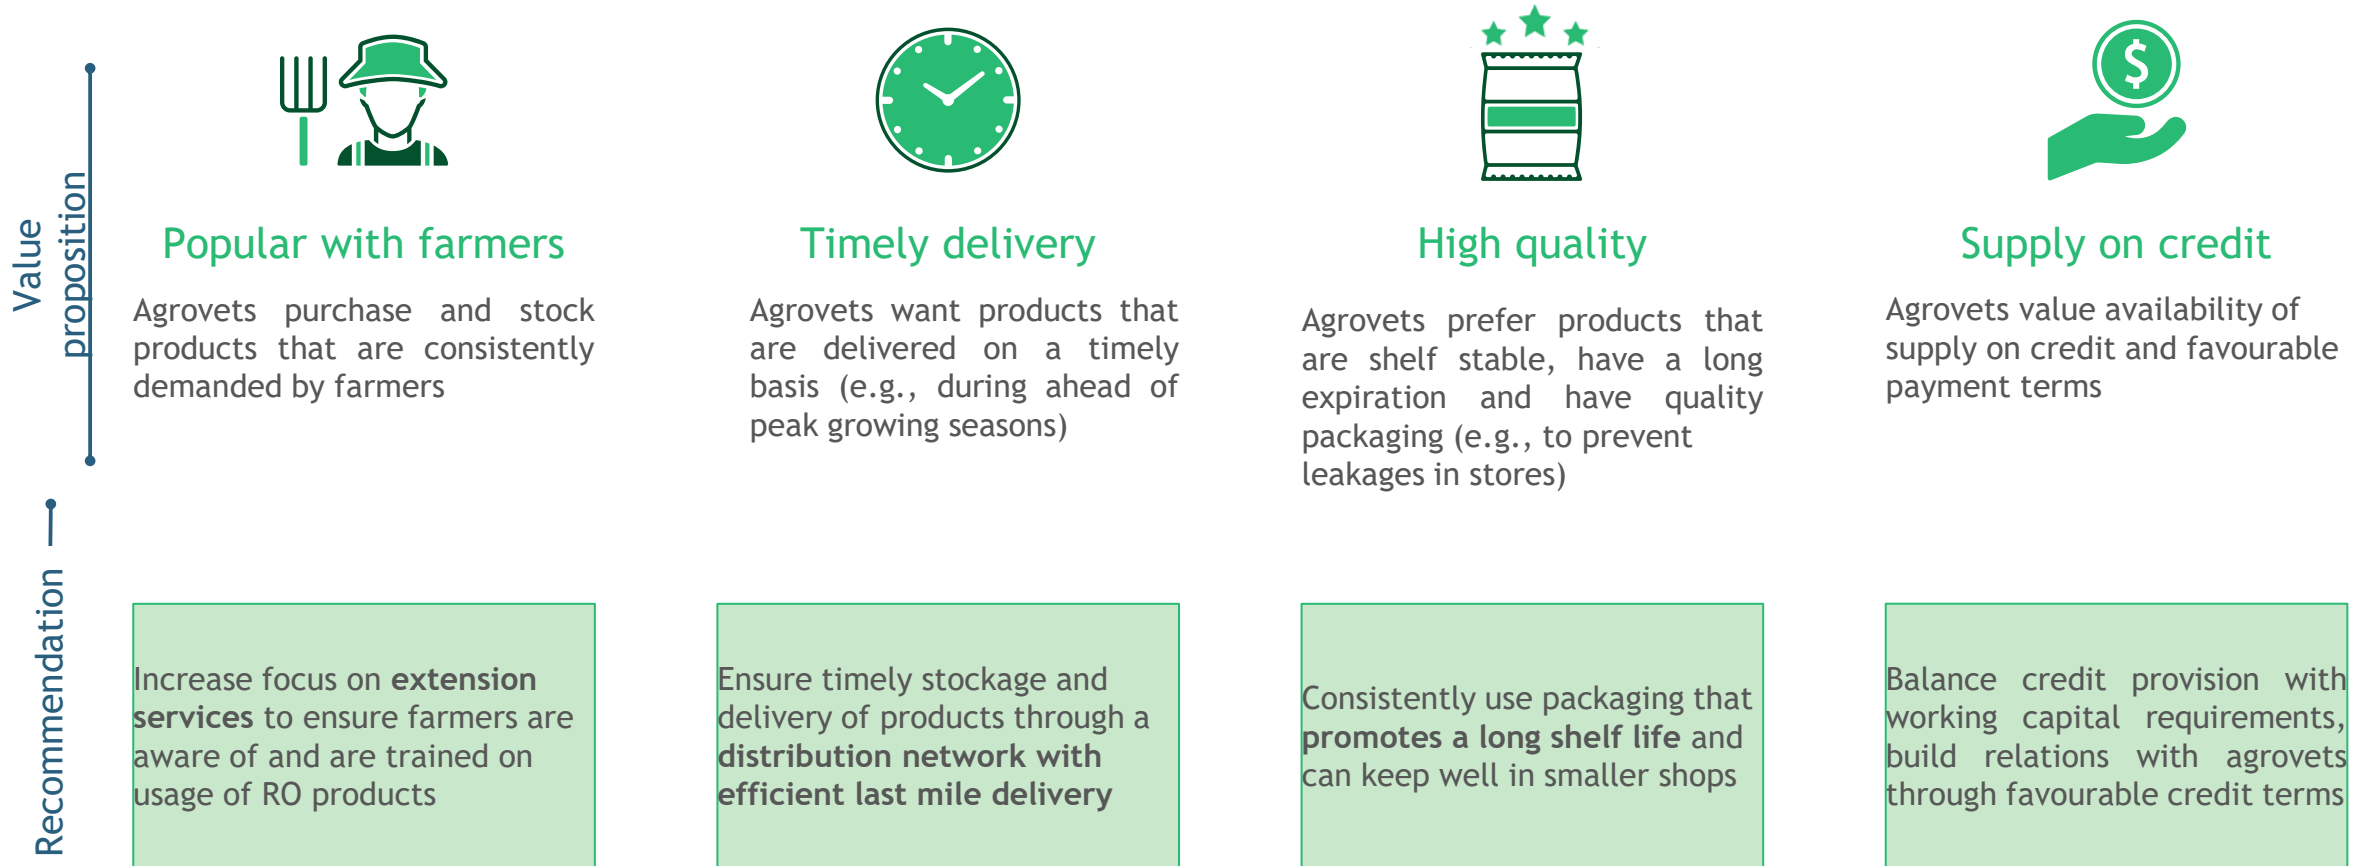 Value
proposition
Popular with farmers
Agrovets purchase and stock
products that are consistently
demanded by farmers
Timely delivery
Agrovets want products that
are delivered on a timely
basis (e.g., during ahead of
peak growing seasons)
High quality
Agrovets prefer products that
are shelf stable, have a long
expiration and have quality
packaging (e.g., to prevent
leakages in stores)
$
Supply on credit
Agrovets value availability of
supply on credit and favourable
payment terms
Recommendation
Increase focus on extension
services to ensure farmers are
aware of and are trained on
usage of RO products
Ensure timely stockage and
delivery of products through a
distribution network with
efficient last mile delivery
Consistently use packaging that
promotes a long shelf life and
can keep well in smaller shops
Balance credit provision with
working capital requirements,
build relations with agrovets
through favourable credit terms